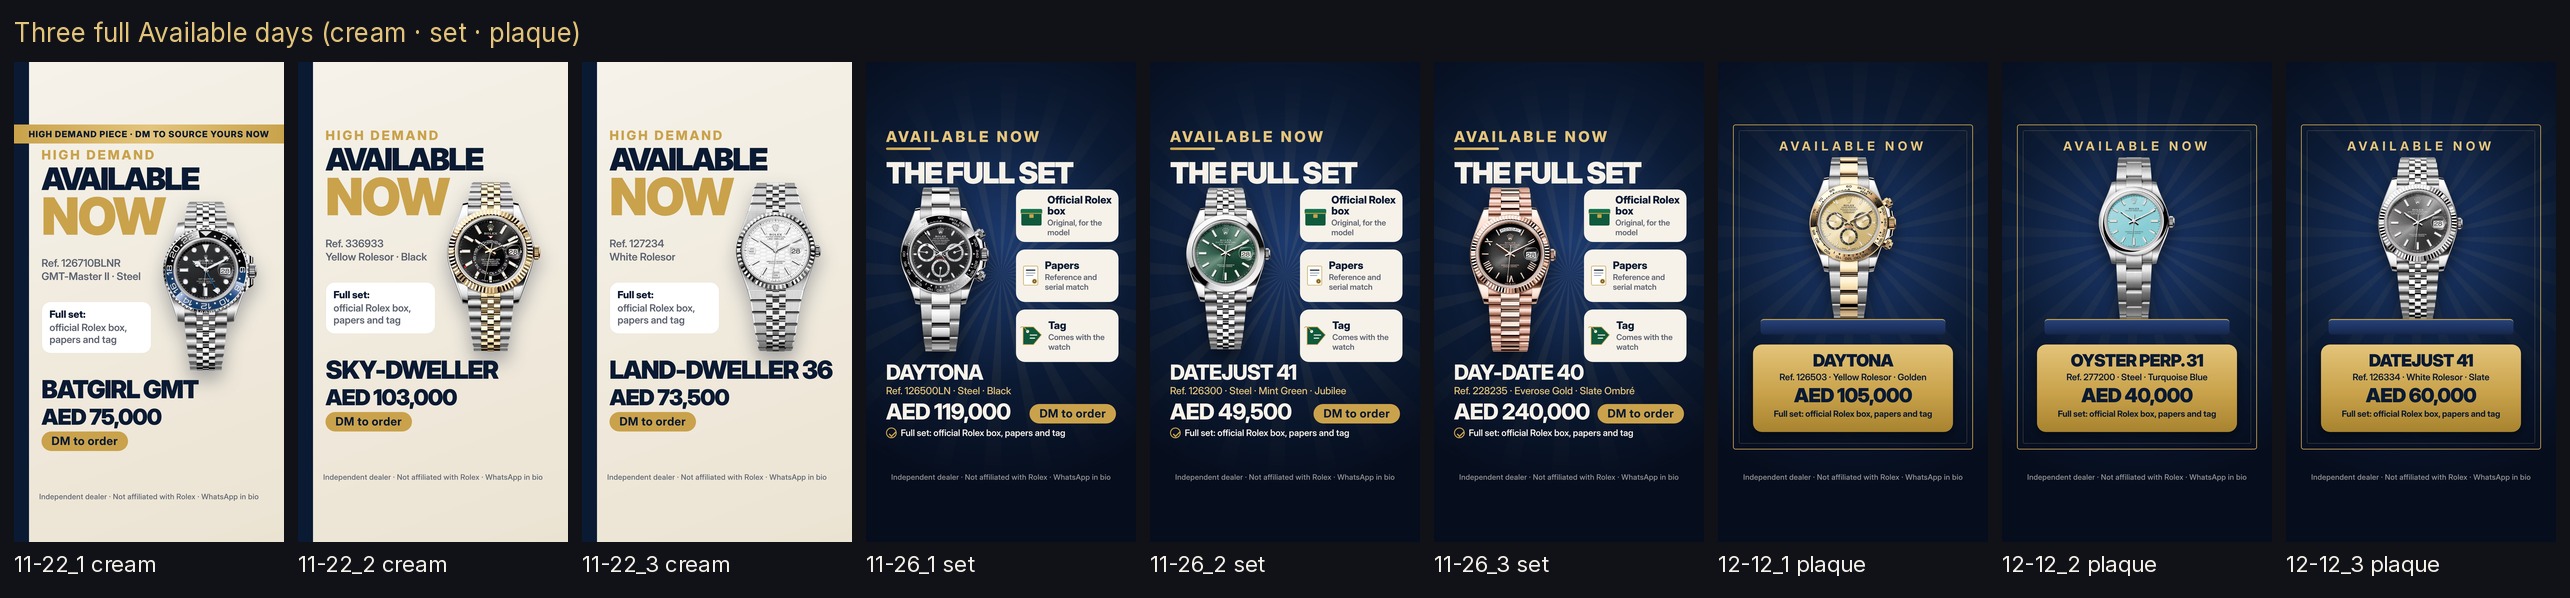 Three full Available days (cream · set · plaque)
HIGH DEMAND PIECE · DM TO SOURCE YOURS NOW
HIGH DEMAND
AVAILABLE
NOW
Ref. 126710BLNR
GMT-Master II · Steel
Full set:
official Rolex box,
papers and tag
BATGIRL GMT
AED 75,000
DM to order
Independent dealer · Not affiliated with Rolex · WhatsApp in bio
11-22_1 cream
HIGH DEMAND
AVAILABLE
NOW
Ref. 336933
Yellow Rolesor · Black
Full set:
official Rolex box,
papers and tag
SKY-DWELLER
AED 103,000
DM to order
Independent dealer · Not affiliated with Rolex · WhatsApp in bio
11-22_2 cream
HIGH DEMAND
AVAILABLE
NOW
Ref. 127234
White Rolesor
Full set:
official Rolex box,
papers and tag
LAND-DWELLER 36
AED 73,500
DM to order
Independent dealer · Not affiliated with Rolex · WhatsApp in bio
11-22_3 cream
AVAILABLE NOW
THE FULL SET
Official Rolex
box
Original, for the
model
Papers
Reference and
serial match
Tag
Comes with the
watch
DAYTONA
Ref. 126500LN · Steel · Black
AED 119,000
DM to order
Full set: official Rolex box, papers and tag
Independent dealer · Not affiliated with Rolex · WhatsApp in bio
11-26_1 set
AVAILABLE NOW
THE FULL SET
Official Rolex
box
Original, for the
model
Papers
Reference and
serial match
Tag
Comes with the
watch
DATEJUST 41
Ref. 126300 · Steel · Mint Green · Jubilee
AED 49,500
DM to order
Full set: official Rolex box, papers and tag
Independent dealer · Not affiliated with Rolex · WhatsApp in bio
11-26_2 set
AVAILABLE NOW
THE FULL SET
Official Rolex
box
Original, for the
model
Papers
Reference and
serial match
Tag
Comes with the
watch
DAY-DATE 40
Ref. 228235 · Everose Gold · Slate Ombré
AED 240,000
DM to order
Full set: official Rolex box, papers and tag
Independent dealer · Not affiliated with Rolex · WhatsApp in bio
11-26_3 set
AVAILABLE NOW
DAYTONA
Ref. 126503 · Yellow Rolesor · Golden
AED 105,000
Full set: official Rolex box, papers and tag
Independent dealer · Not affiliated with Rolex · WhatsApp in bio
12-12_1 plaque
AVAILABLE NOW
OYSTER PERP. 31
Ref. 277200 · Steel · Turquoise Blue
AED 40,000
Full set: official Rolex box, papers and tag
Independent dealer · Not affiliated with Rolex · WhatsApp in bio
12-12_2 plaque
AVAILABLE NOW
DATEJUST 41
Ref. 126334 · White Rolesor · Slate
AED 60,000
Full set: official Rolex box, papers and tag
Independent dealer · Not affiliated with Rolex · WhatsApp in bio
12-12_3 plaque